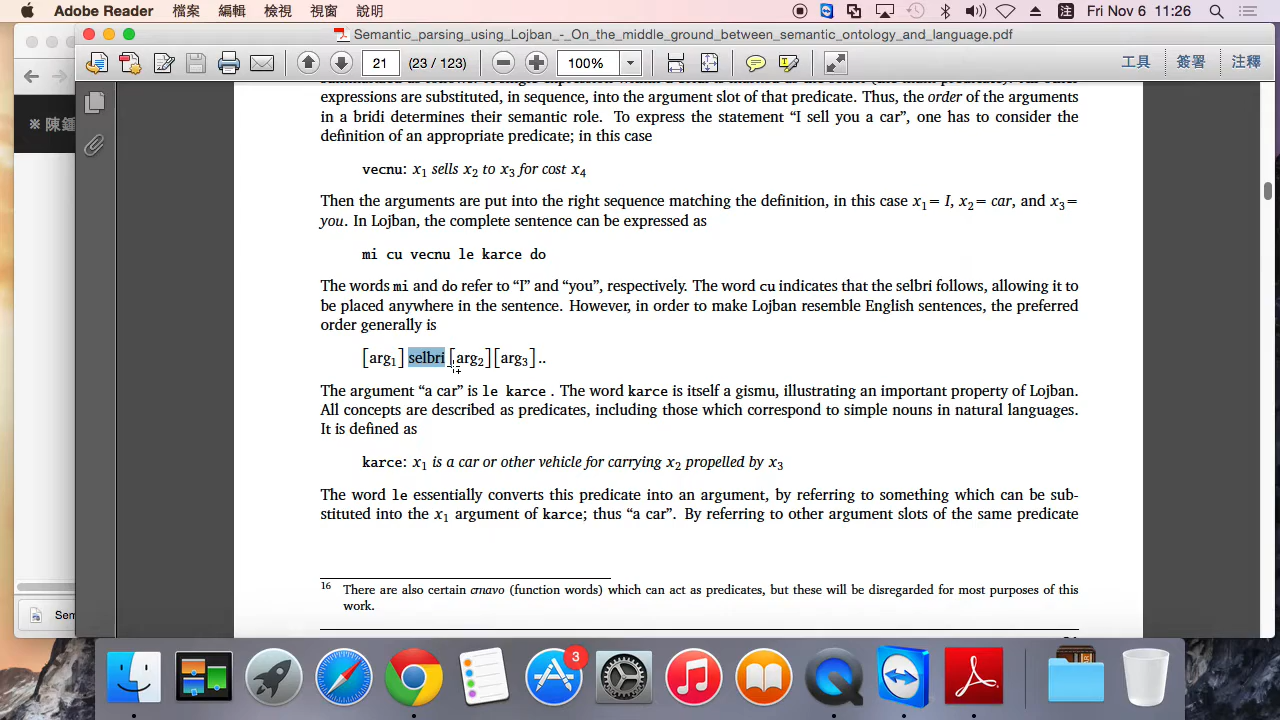 Adobe Reader 檔案 編輯 檢視 視窗 說明 Fri Nov 6 11:26
Semantic_parsing_using_Lojban_-_On_the_middle_ground_between_semantic_ontology_and_language.pdf
21 (23 / 123) 100% 工具 簽署 註釋
※ 陳鍾
expressions are substituted, in sequence, into the argument slot of that predicate. Thus, the order of the arguments
in a bridi determines their semantic role. To express the statement “I sell you a car”, one has to consider the
definition of an appropriate predicate; in this case
vecnu: x1 sells x2 to x3 for cost x4
Then the arguments are put into the right sequence matching the definition, in this case x1= I, x2= car, and x3=
you. In Lojban, the complete sentence can be expressed as
mi cu vecnu le karce do
The words mi and do refer to “I” and “you”, respectively. The word cu indicates that the selbri follows, allowing it to
be placed anywhere in the sentence. However, in order to make Lojban resemble English sentences, the preferred
order generally is
[arg1] selbri [arg2][arg3]..
The argument “a car” is le karce . The word karce is itself a gismu, illustrating an important property of Lojban.
All concepts are described as predicates, including those which correspond to simple nouns in natural languages.
It is defined as
karce: x1 is a car or other vehicle for carrying x2 propelled by x3
The word le essentially converts this predicate into an argument, by referring to something which can be sub-
stituted into the x1 argument of karce; thus “a car”. By referring to other argument slots of the same predicate
16 There are also certain cmavo (function words) which can act as predicates, but these will be disregarded for most purposes of this
work.
Sem
3